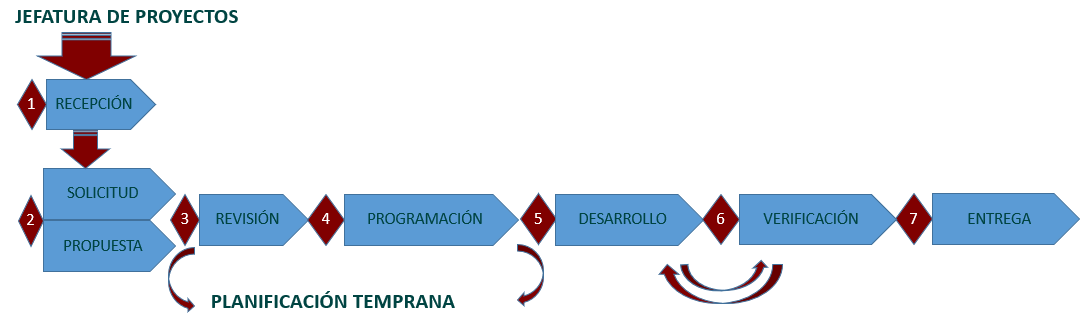 JEFATURA DE PROYECTOS
1
RECEPCIÓN
2
SOLICITUD
PROPUESTA
3
REVISIÓN
4
PROGRAMACIÓN
5
DESARROLLO
6
VERIFICACIÓN
7
ENTREGA
PLANIFICACIÓN TEMPRANA